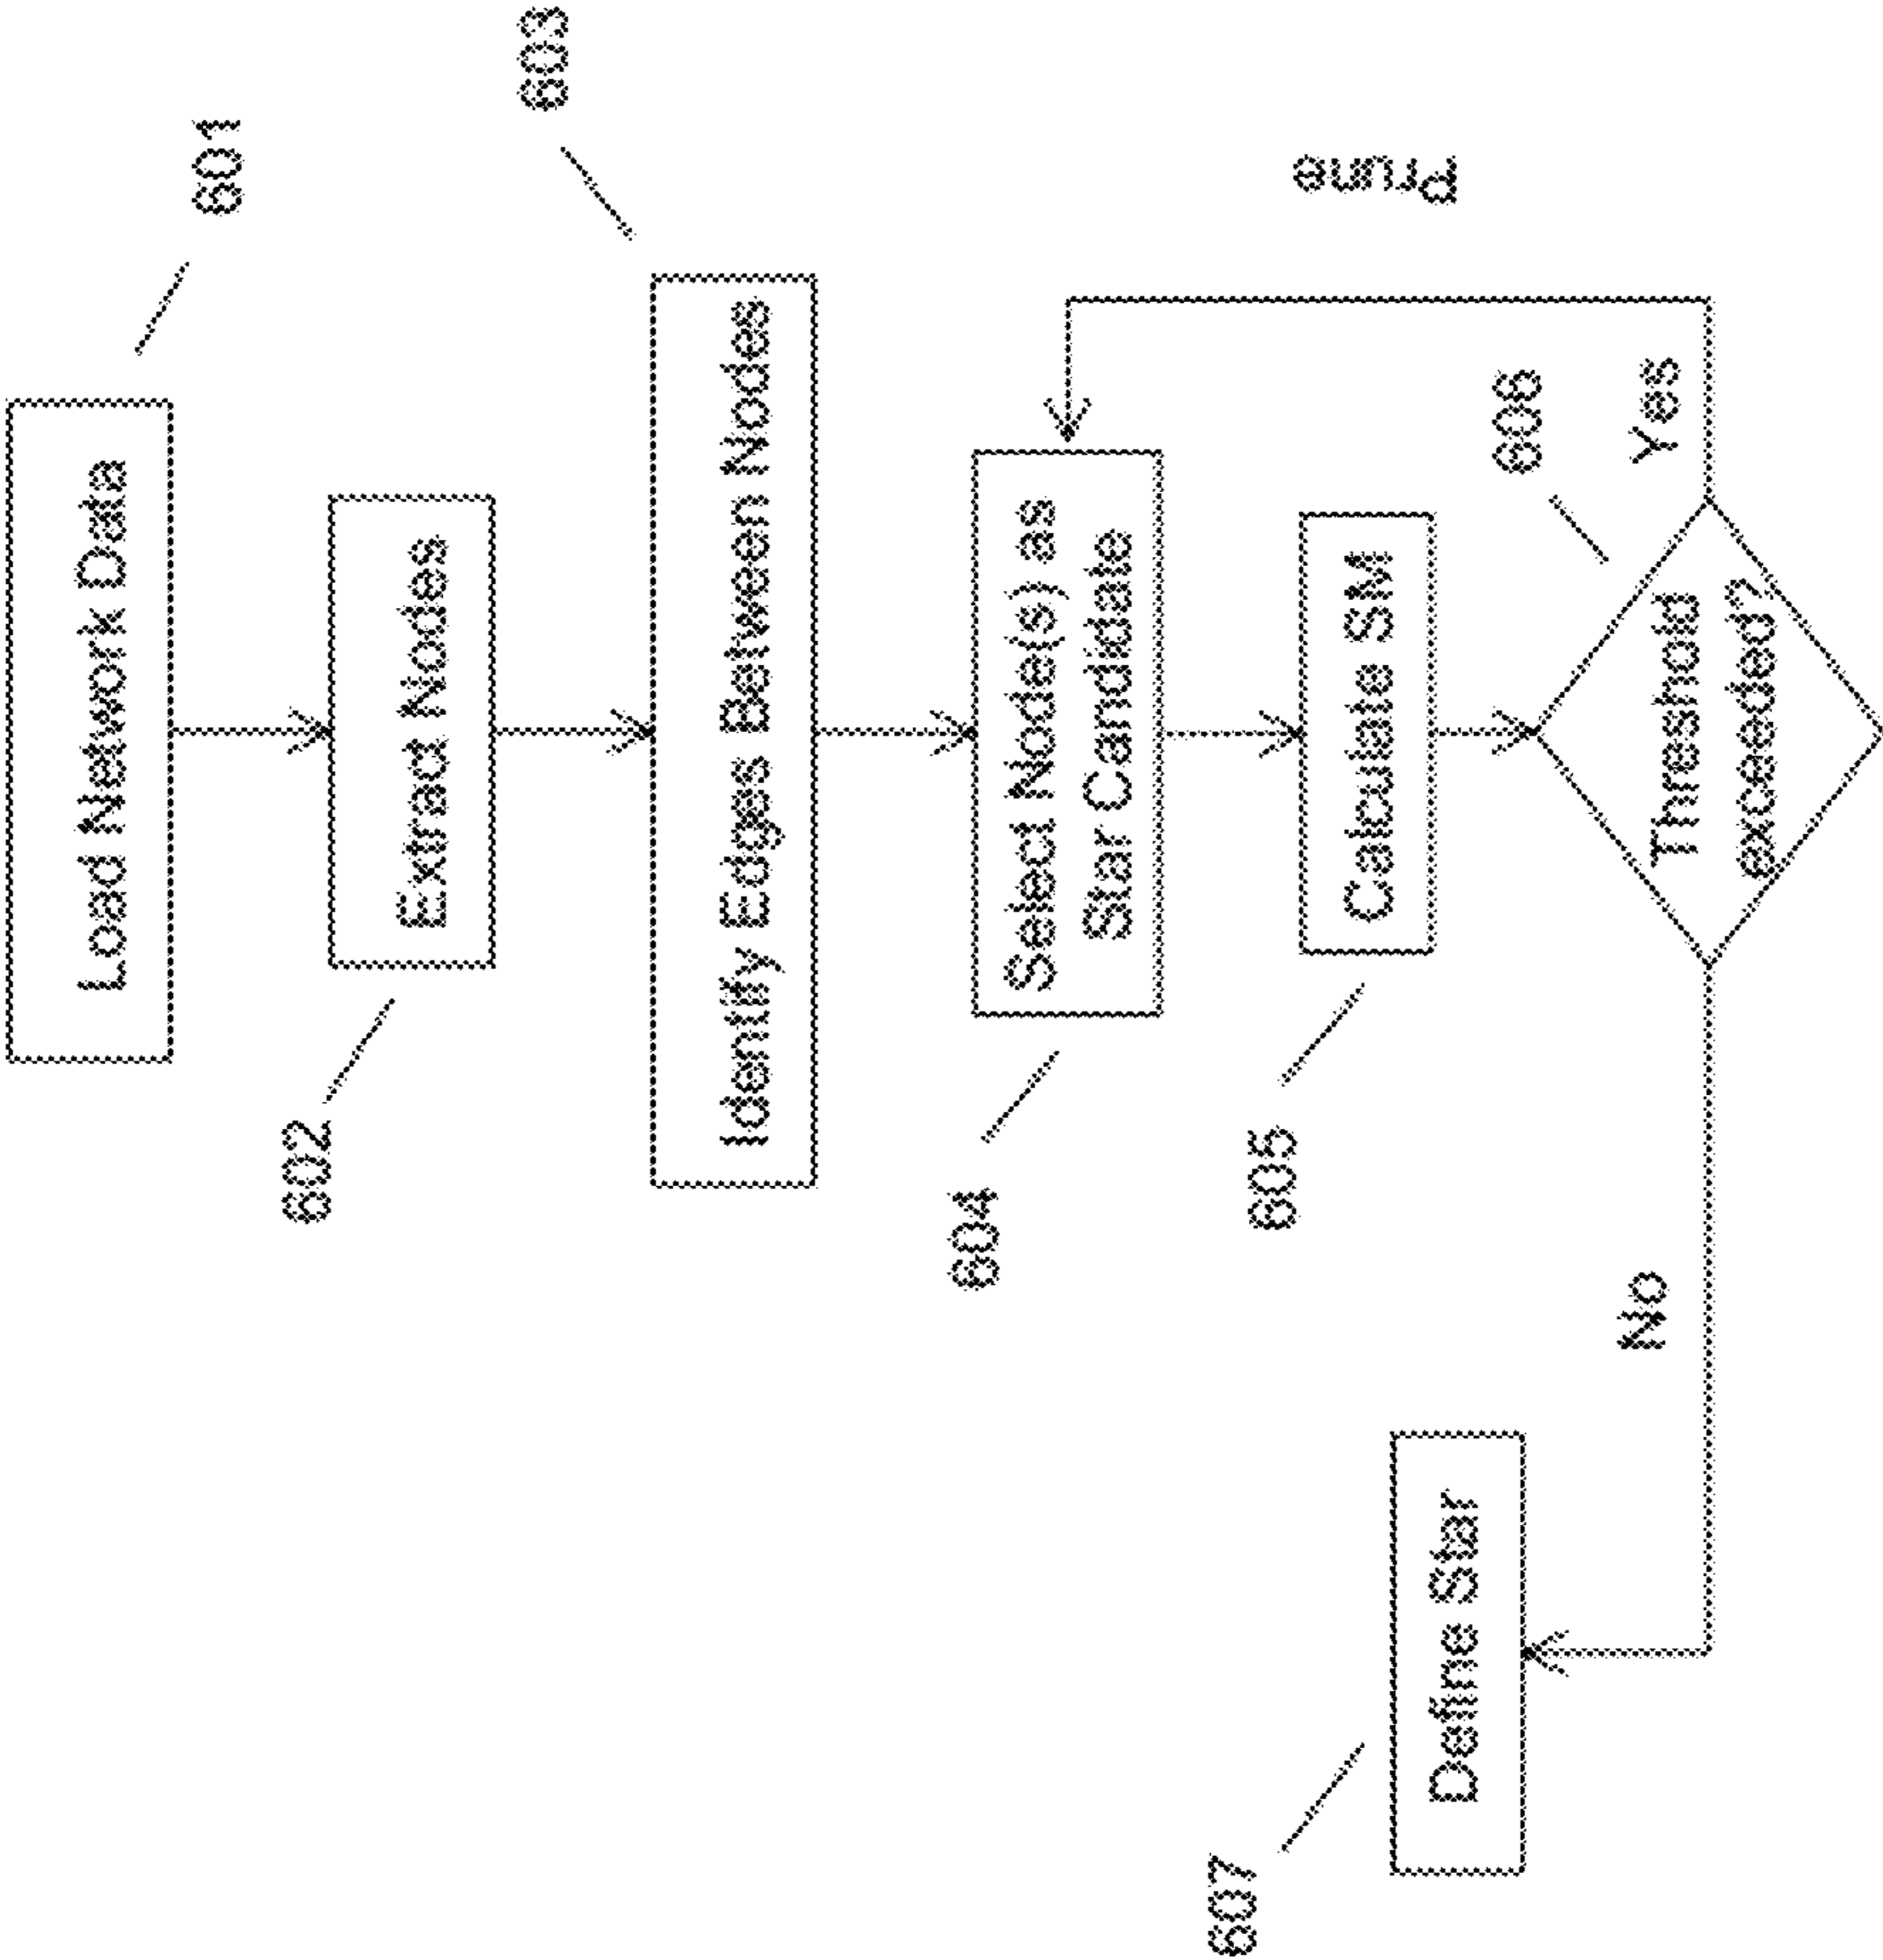 Load Network Data
601
Extract Nodes
602
Identify Edges Between Nodes
603
Select Node(s) as
Star Candidate
604
Calculate SM
605
Threshold
exceeded?
606
Yes
Prune
No
Define Star
607